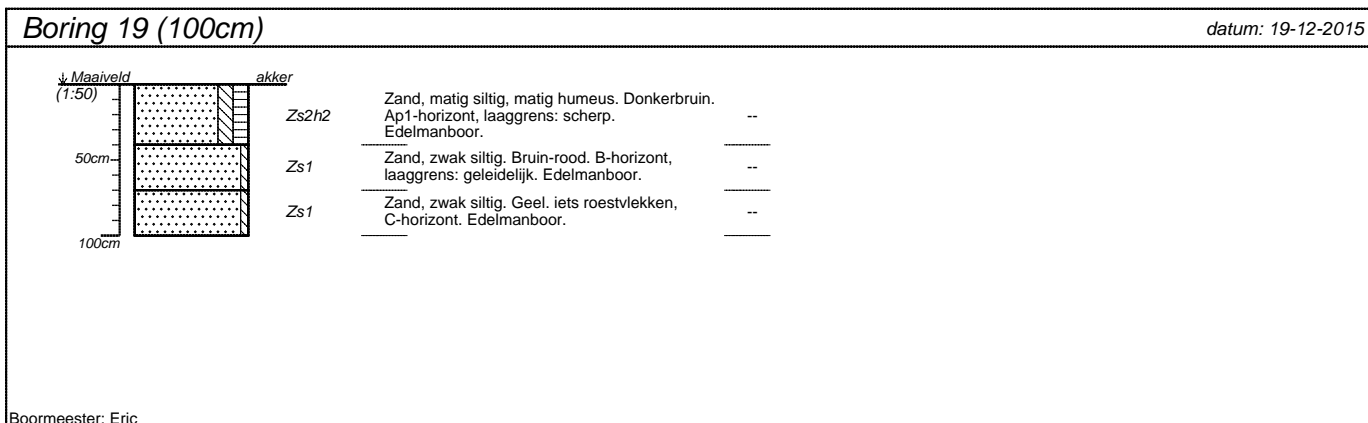 Boring 19 (100cm)
datum: 19-12-2015
Maaiveld
akker
(1:50)
Zs2h2
Zand, matig siltig, matig humeus. Donkerbruin.
Ap1-horizont, laaggrens: scherp.
Edelmanboor.
--
50cm
Zs1
Zand, zwak siltig. Bruin-rood. B-horizont,
laaggrens: geleidelijk. Edelmanboor.
--
Zs1
Zand, zwak siltig. Geel. iets roestvlekken,
C-horizont. Edelmanboor.
--
100cm
Boormeester: Eric